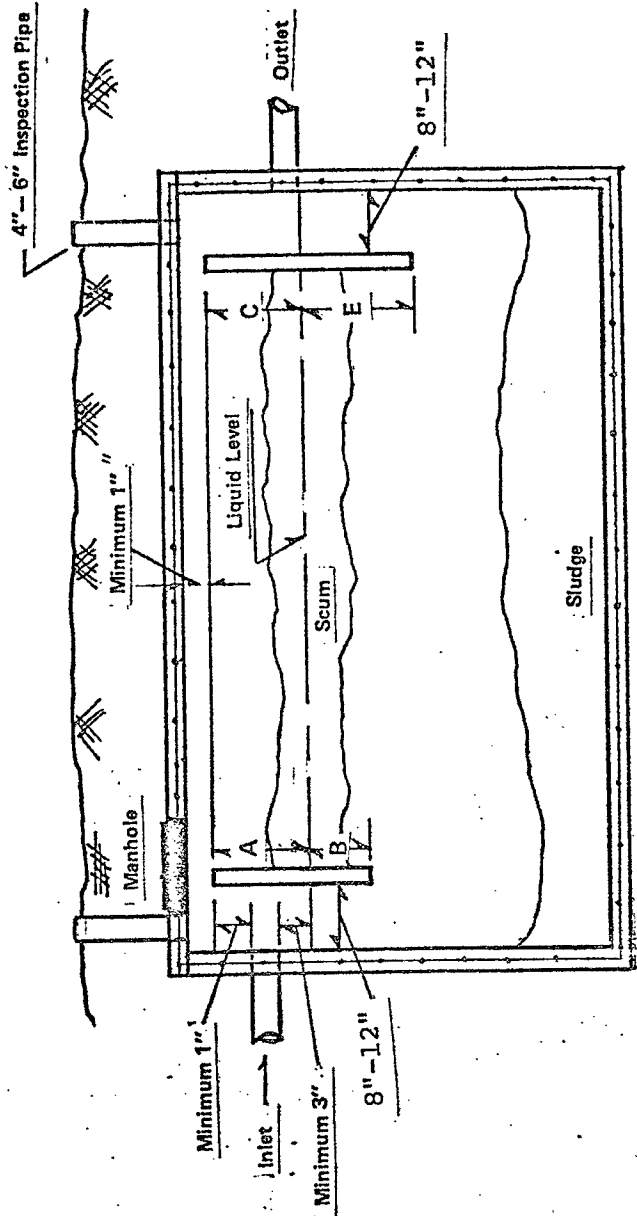 4"–6" Inspection Pipe
Manhole
Minimum 1"
Outlet
Minimum 1"
Inlet
Minimum 3"
8"-12"
A
B
Liquid Level
Scum
C
E
8"-12"
Sludge